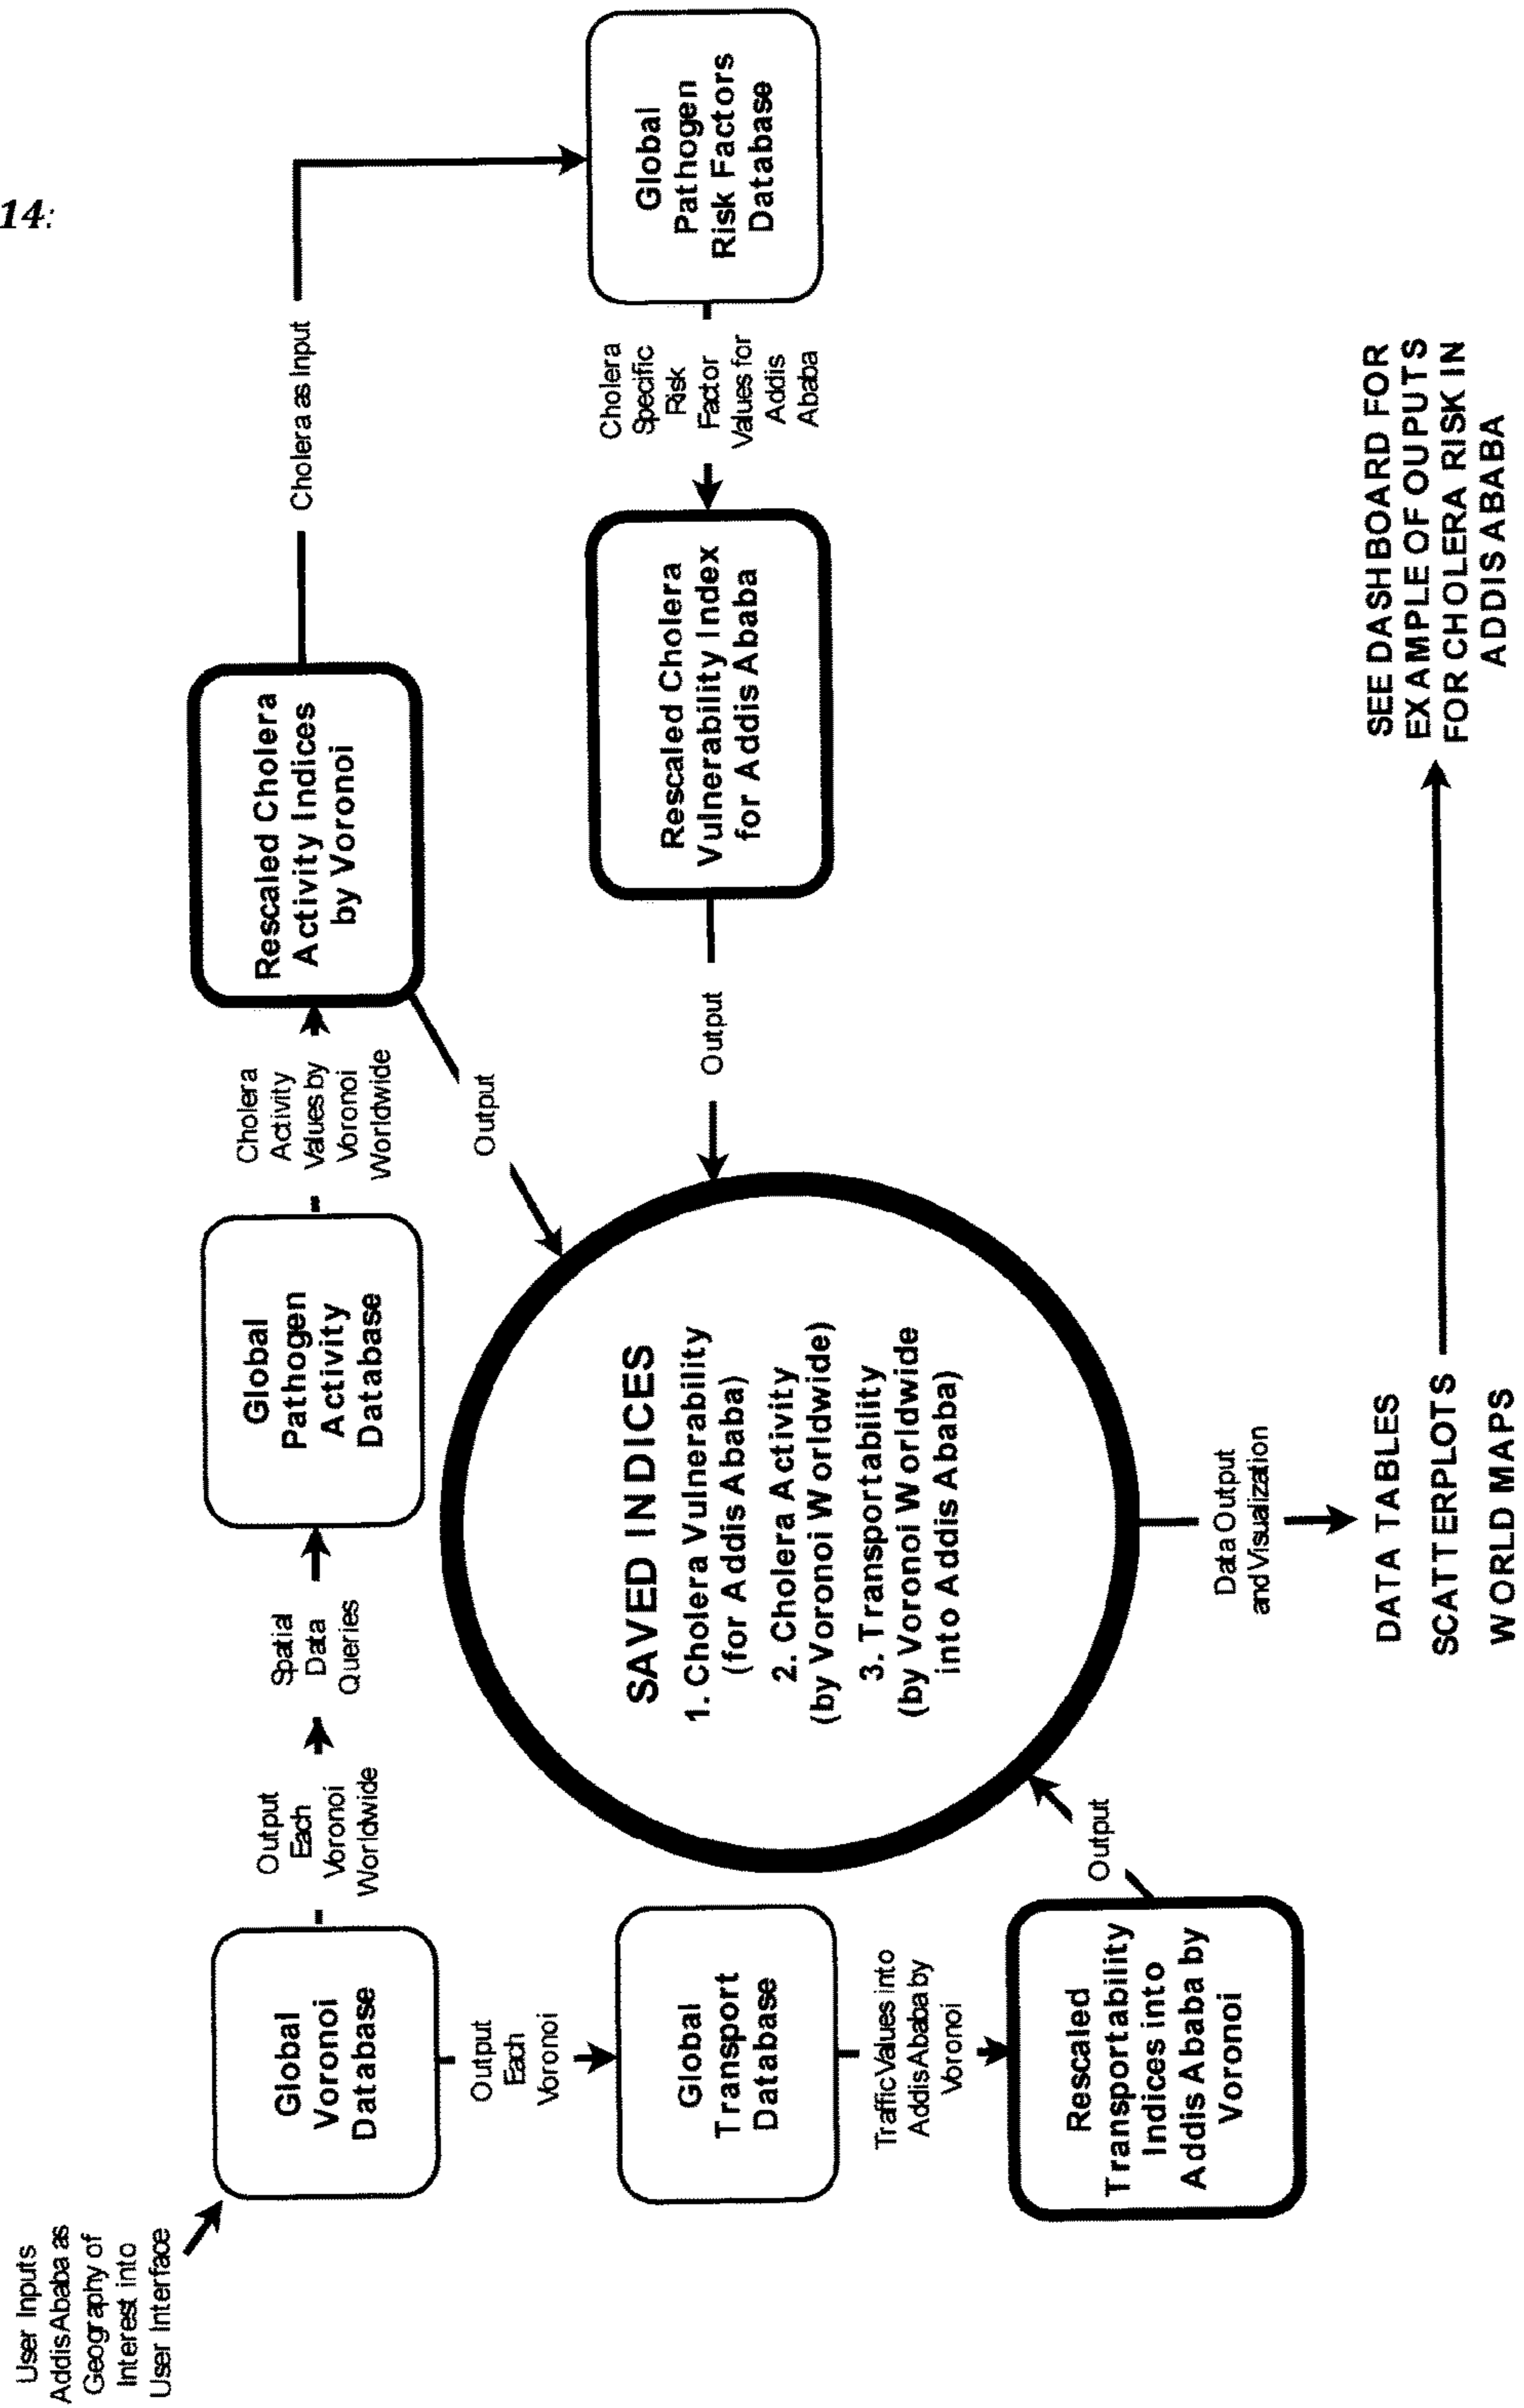 14:
User Inputs
Addis Ababa as
Geography of
Interest into
User Interface
Global
Voronoi
Database
Output
Each
Voronoi
Worldwide
Spatial
Data
Queries
Global
Pathogen
Activity
Database
Cholera
Activity
Values by
Voronoi
Worldwide
Rescaled Cholera
Activity Indices
by Voronoi
Cholera as Input
Global
Pathogen
Risk Factors
Database
Cholera
Specific
Risk
Factor
Values for
Addis
Ababa
Rescaled Cholera
Vulnerability Index
for Addis Ababa
Output
Output
Output
Each
Voronoi
Global
Transport
Database
Traffic Values into
Addis Ababa by
Voronoi
Rescaled
Transportability
Indices into
Addis Ababa by
Voronoi
Output
SAVED INDICES
1. Cholera Vulnerability
(for Addis Ababa)
2. Cholera Activity
(by Voronoi Worldwide)
3. Transportability
(by Voronoi Worldwide
into Addis Ababa)
Data Output
and Visualization
DATA TABLES
SCATTERPLOTS
WORLD MAPS
SEE DASHBOARD FOR
EXAMPLE OF OUPUTS
FOR CHOLERA RISK IN
ADDIS ABABA